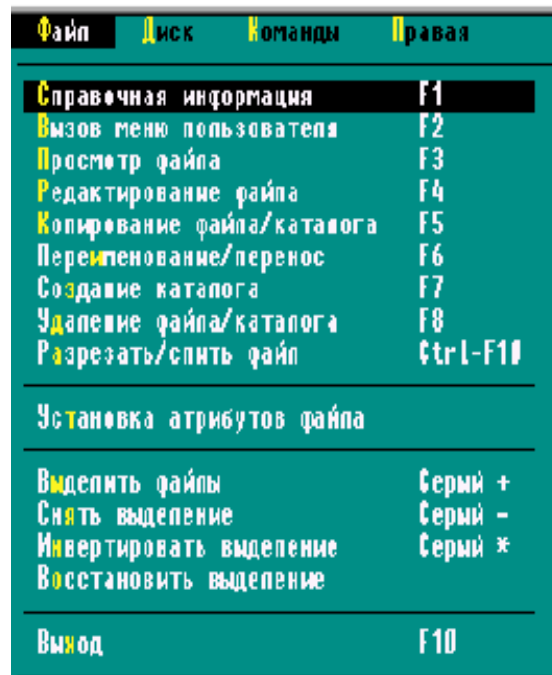 Файл Диск Команды Правая
Справочная информация F1
Вызов меню пользователя F2
Просмотр файла F3
Редактирование файла F4
Копирование файла/каталога F5
Переименование/перенос F6
Создание каталога F7
Удаление файла/каталога F8
Разрезать/слить файл Ctrl-F10
Установка атрибутов файла
Выделить файлы Серый +
Снять выделение Серый -
Инвертировать выделение Серый *
Восстановить выделение
Выход F10